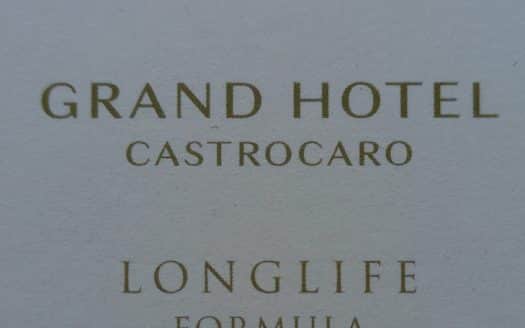 GRAND HOTEL
CASTROCARO
LONGLIFE
FORMULA